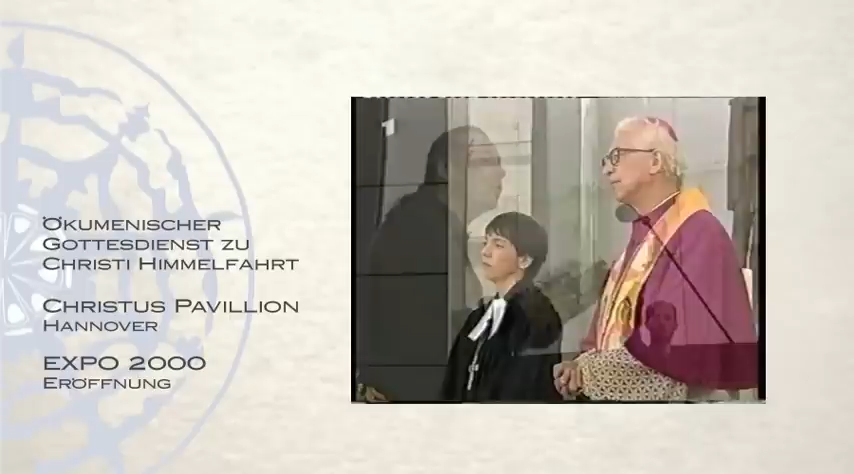 Ökumenischer
Gottesdienst zu
Christi Himmelfahrt
Christus Pavillion
Hannover
EXPO 2000
Eröffnung